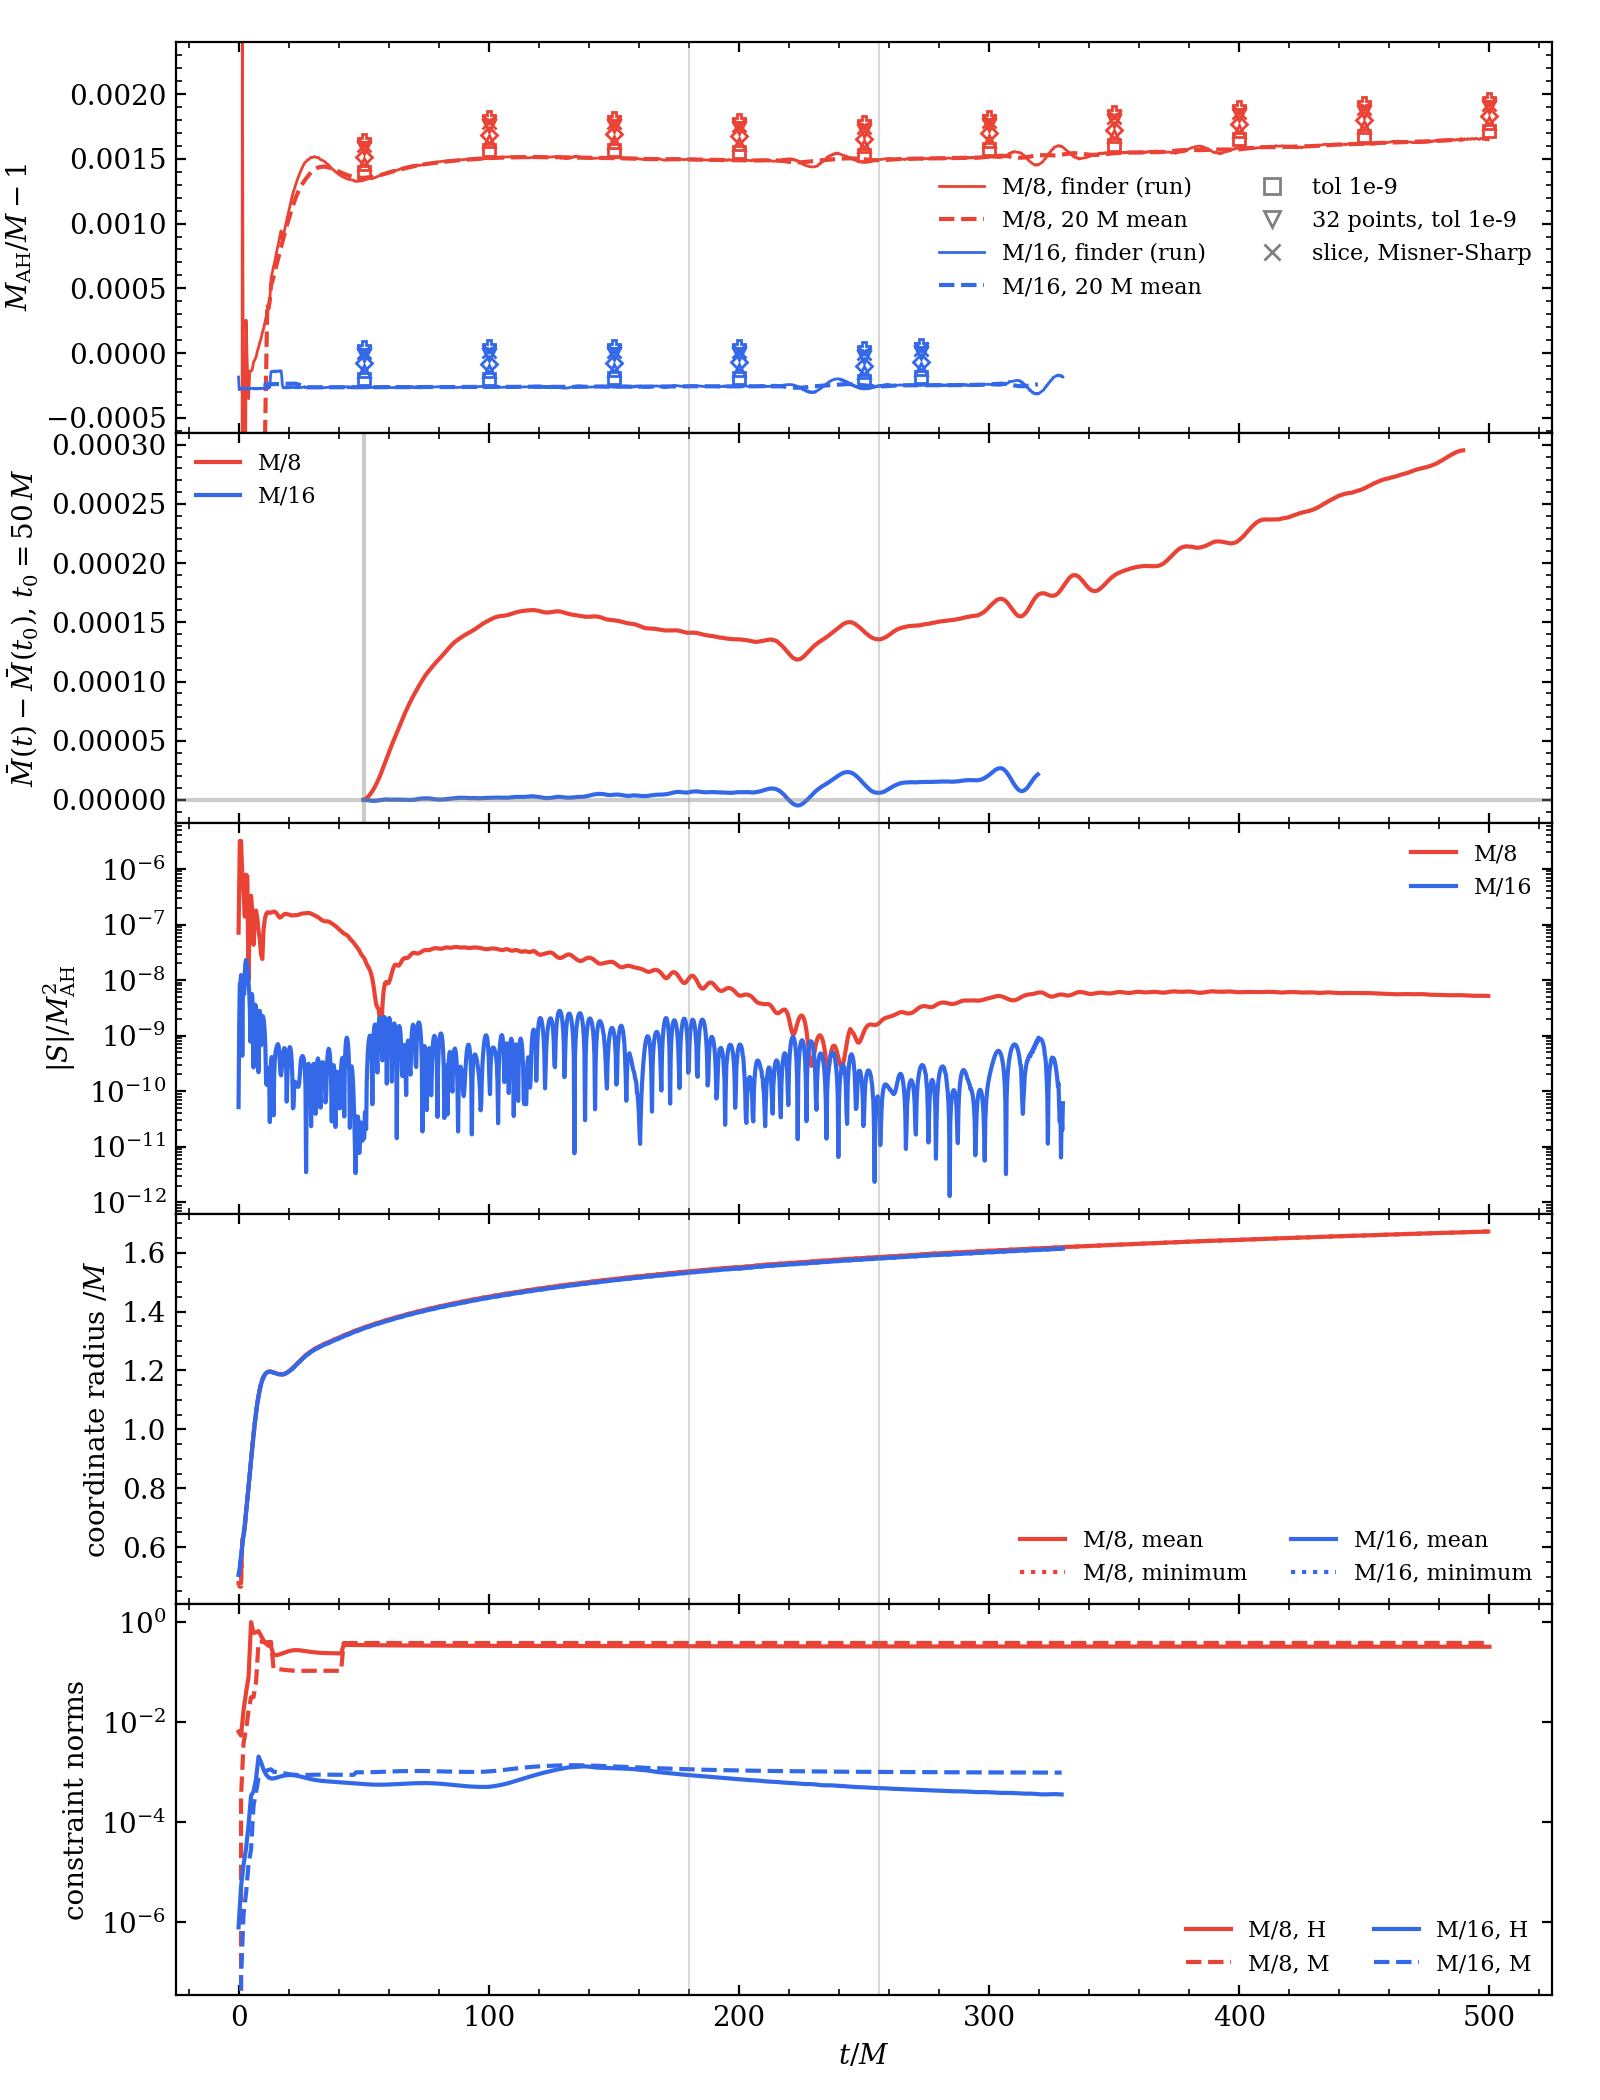 0.0020
0.0015
0.0010
0.0005
0.0000
−0.0005
M_AH/M − 1
M/8, finder (run)
M/8, 20 M mean
M/16, finder (run)
M/16, 20 M mean
tol 1e-9
32 points, tol 1e-9
slice, Misner-Sharp
0.00030
0.00025
0.00020
0.00015
0.00010
0.00005
0.00000
M̄(t) − M̄(t₀), t₀ = 50 M
M/8
M/16
10⁻⁶
10⁻⁷
10⁻⁸
10⁻⁹
10⁻¹⁰
10⁻¹¹
10⁻¹²
|S|/M²_AH
M/8
M/16
1.6
1.4
1.2
1.0
0.8
0.6
coordinate radius /M
M/8, mean
M/8, minimum
M/16, mean
M/16, minimum
10⁰
10⁻²
10⁻⁴
10⁻⁶
constraint norms
M/8, H
M/8, M
M/16, H
M/16, M
0 100 200 300 400 500
t/M